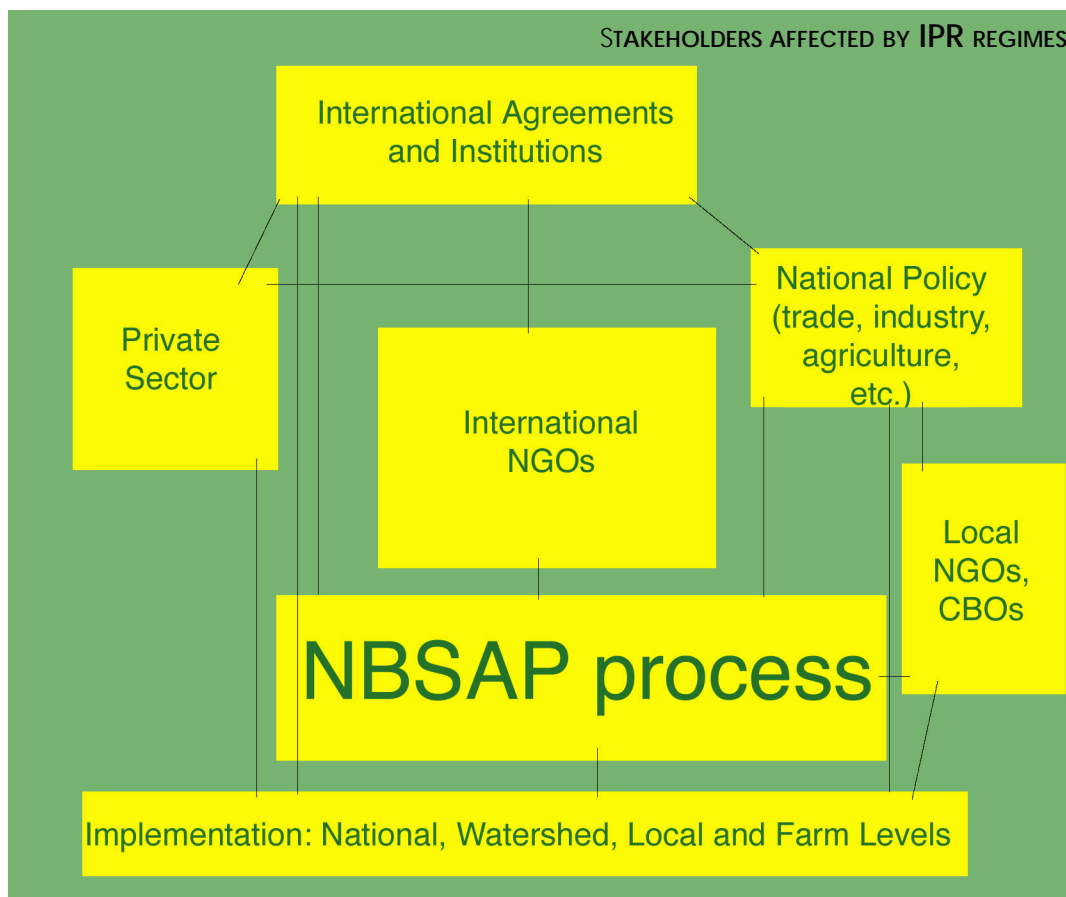 STAKEHOLDERS AFFECTED BY IPR REGIMES
International Agreements
and Institutions
National Policy
(trade, industry,
agriculture,
etc.)
Private
Sector
International
NGOs
Local
NGOs,
CBOs
NBSAP process
Implementation: National, Watershed, Local and Farm Levels